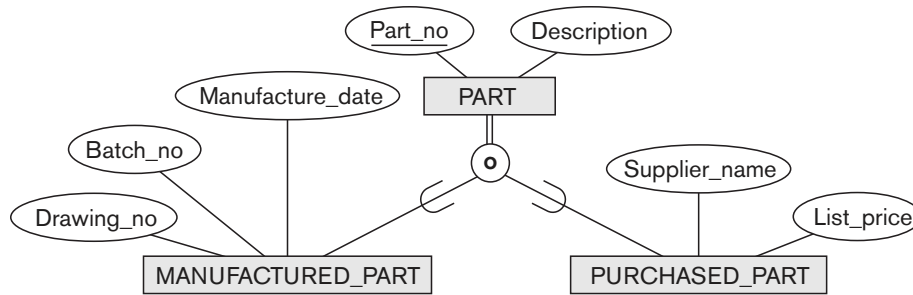 Part_no
Description
Manufacture_date
PART
Batch_no
o
Supplier_name
Drawing_no
List_price
MANUFACTURED_PART
PURCHASED_PART